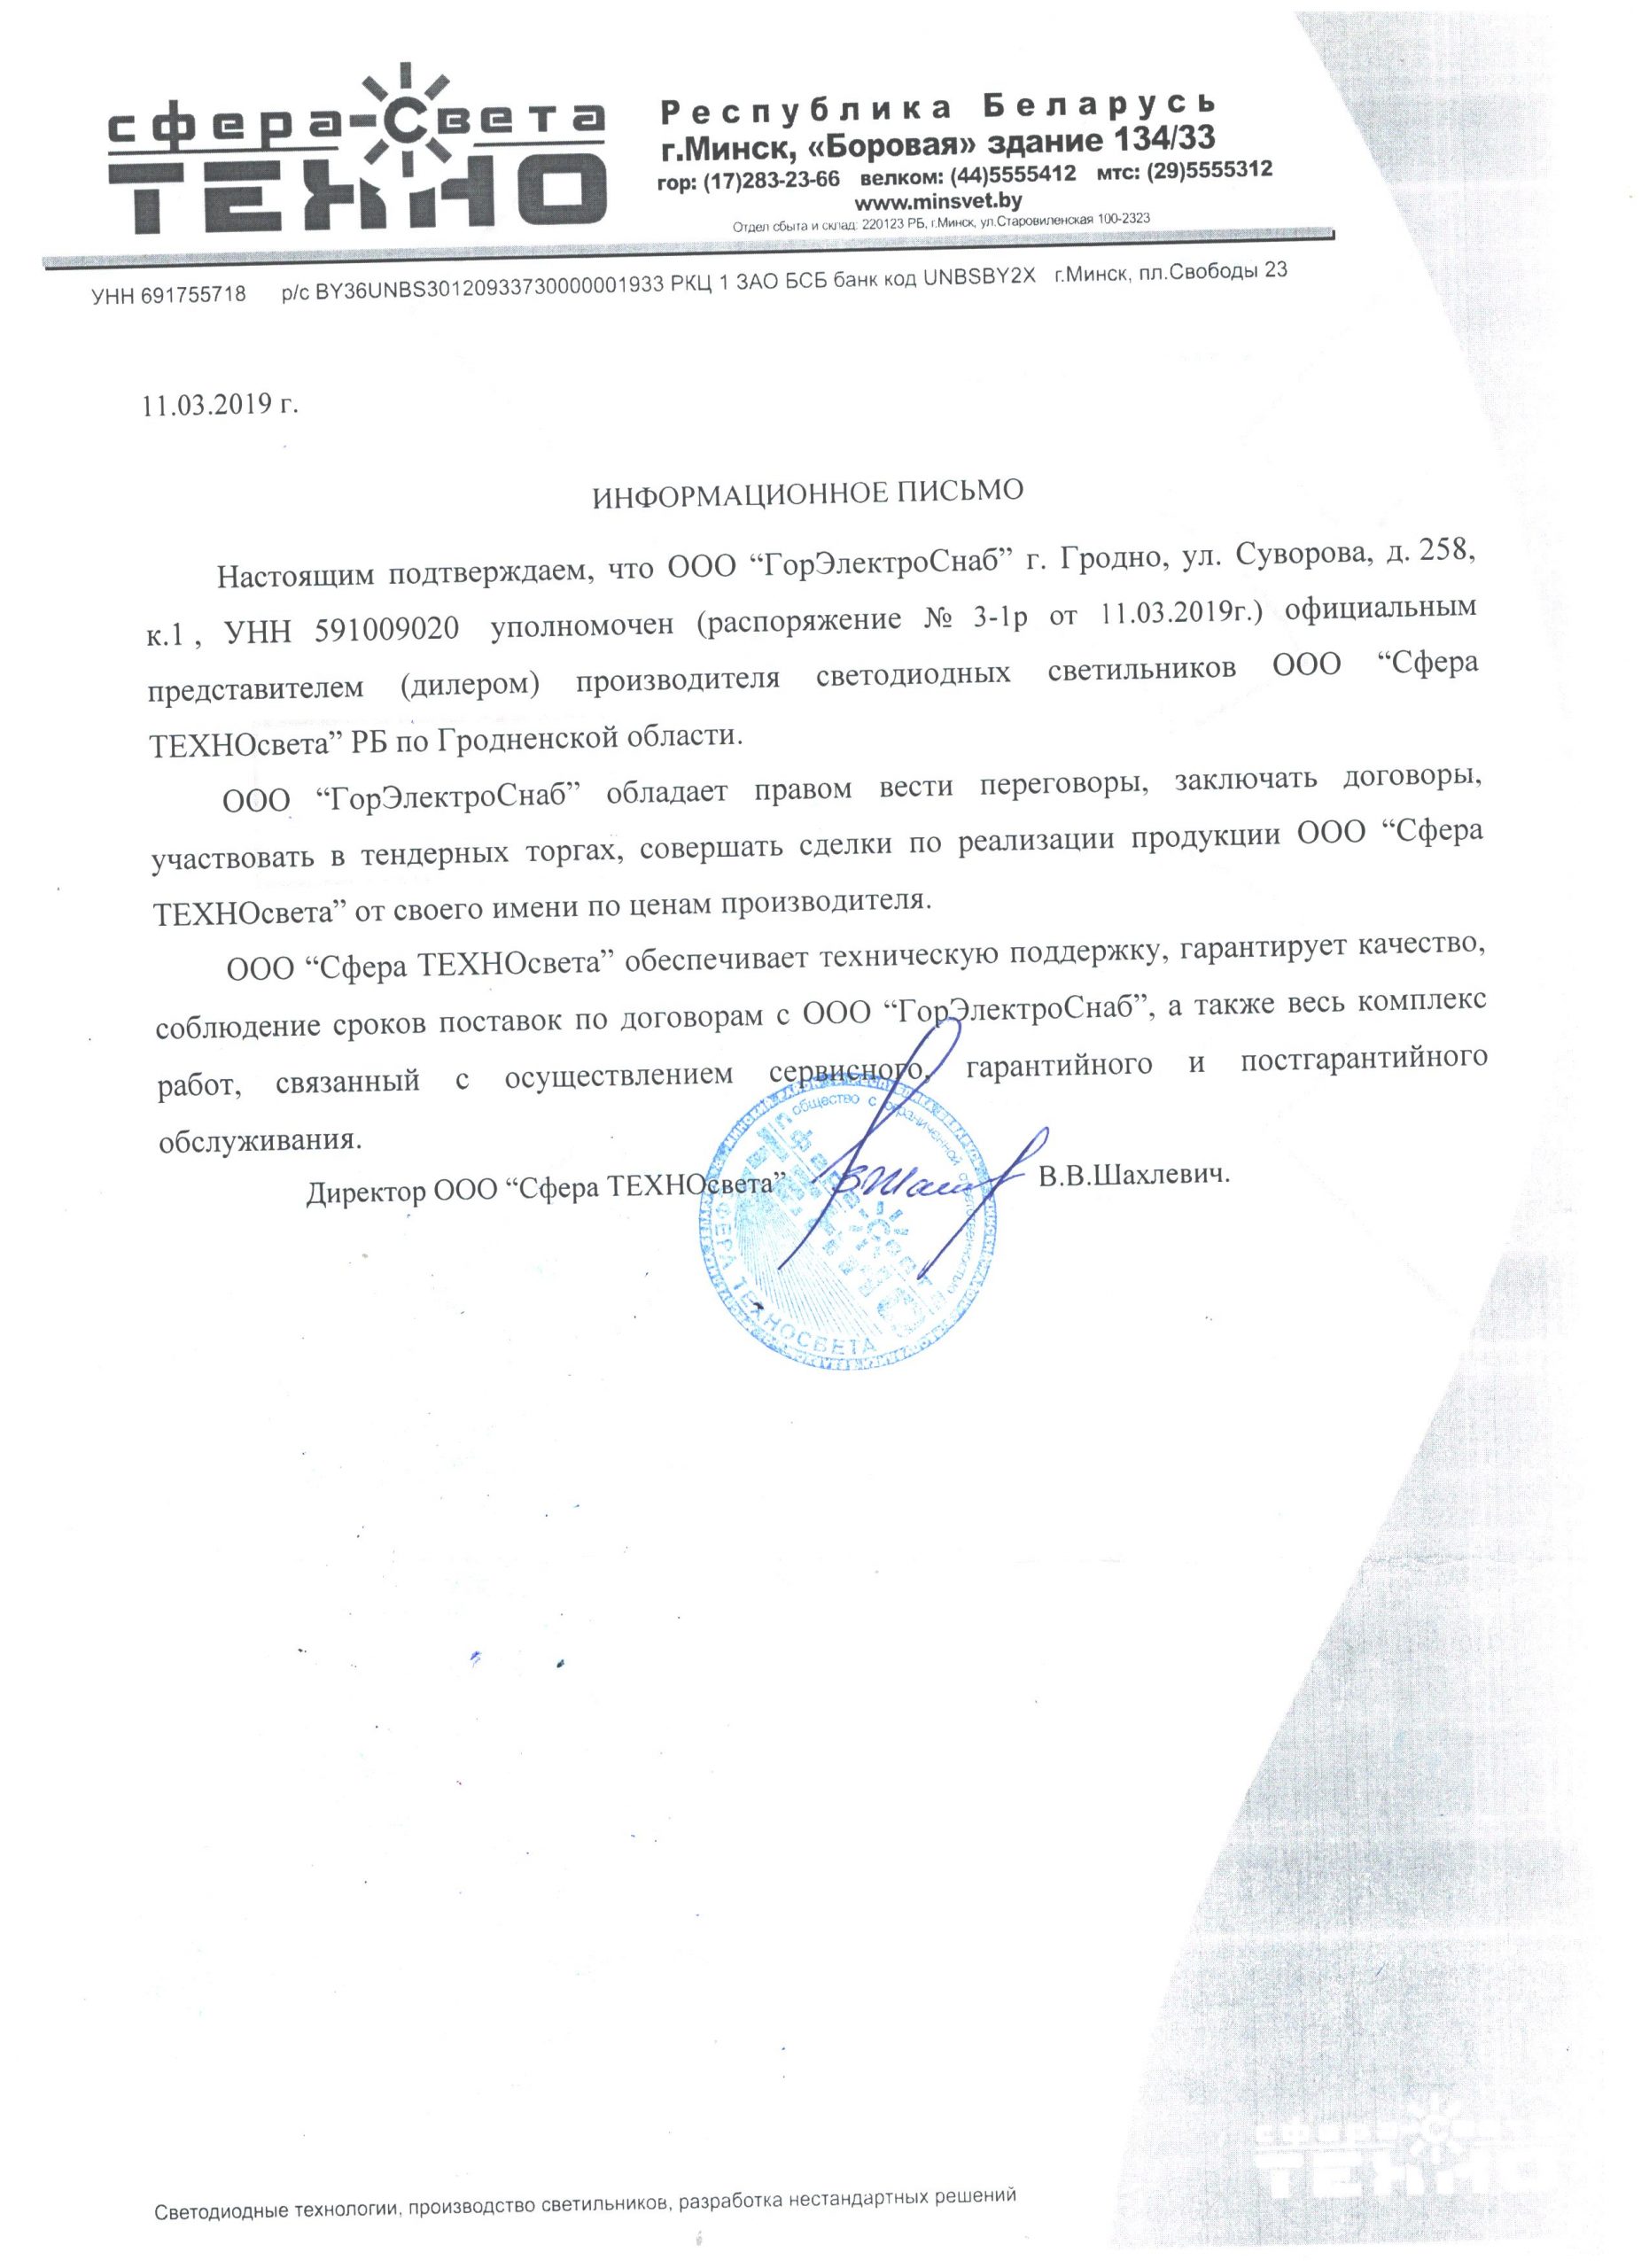 сфера-Света
ТЕХНО
Республика Беларусь
г.Минск, «Боровая» здание 134/33
гор: (17)283-23-66 велком: (44)5555412 мтс: (29)5555312
www.minsvet.by
Отдел сбыта и склад: 220123 РБ, г.Минск, ул.Старовиленская 100-2323
УНН 691755718 р/с BY36UNBS30120933730000001933 РКЦ 1 ЗАО БСБ банк код UNBSBY2X г.Минск, пл.Свободы 23
11.03.2019 г.
ИНФОРМАЦИОННОЕ ПИСЬМО
Настоящим подтверждаем, что ООО “ГорЭлектроСнаб” г. Гродно, ул. Суворова, д. 258,
к.1 , УНН 591009020 уполномочен (распоряжение № 3-1р от 11.03.2019г.) официальным
представителем (дилером) производителя светодиодных светильников ООО “Сфера
ТЕХНОсвета” РБ по Гродненской области.
ООО “ГорЭлектроСнаб” обладает правом вести переговоры, заключать договоры,
участвовать в тендерных торгах, совершать сделки по реализации продукции ООО “Сфера
ТЕХНОсвета” от своего имени по ценам производителя.
ООО “Сфера ТЕХНОсвета” обеспечивает техническую поддержку, гарантирует качество,
соблюдение сроков поставок по договорам с ООО “ГорЭлектроСнаб”, а также весь комплекс
работ, связанный с осуществлением сервисного, гарантийного и постгарантийного
обслуживания.
Директор ООО “Сфера ТЕХНОсвета” В.В.Шахлевич.
общество с ограниченной ответственностью
СФЕРА ТЕХНОСВЕТА
сфера-Света
ТЕХНО
Светодиодные технологии, производство светильников, разработка нестандартных решений